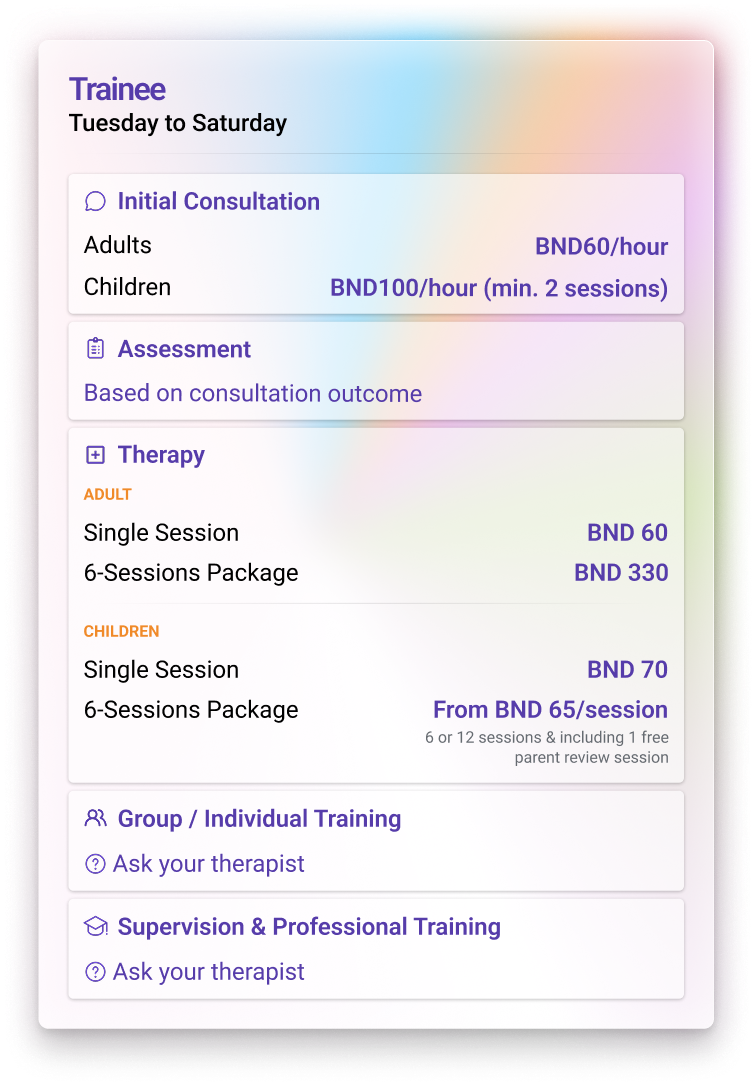 Trainee
Tuesday to Saturday
Initial Consultation
Adults BND60/hour
Children BND100/hour (min. 2 sessions)
Assessment
Based on consultation outcome
Therapy
ADULT
Single Session BND 60
6-Sessions Package BND 330
CHILDREN
Single Session BND 70
6-Sessions Package From BND 65/session
6 or 12 sessions & including 1 free
parent review session
Group / Individual Training
Ask your therapist
Supervision & Professional Training
Ask your therapist